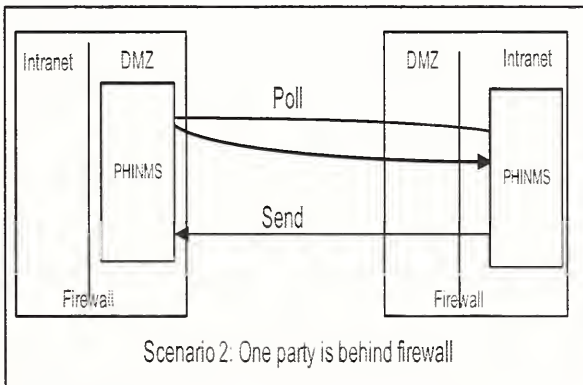 Intranet DMZ DMZ Intranet
Poll
PHINMS PHINMS
Send
Firewall Firewall
Scenario 2: One party is behind firewall